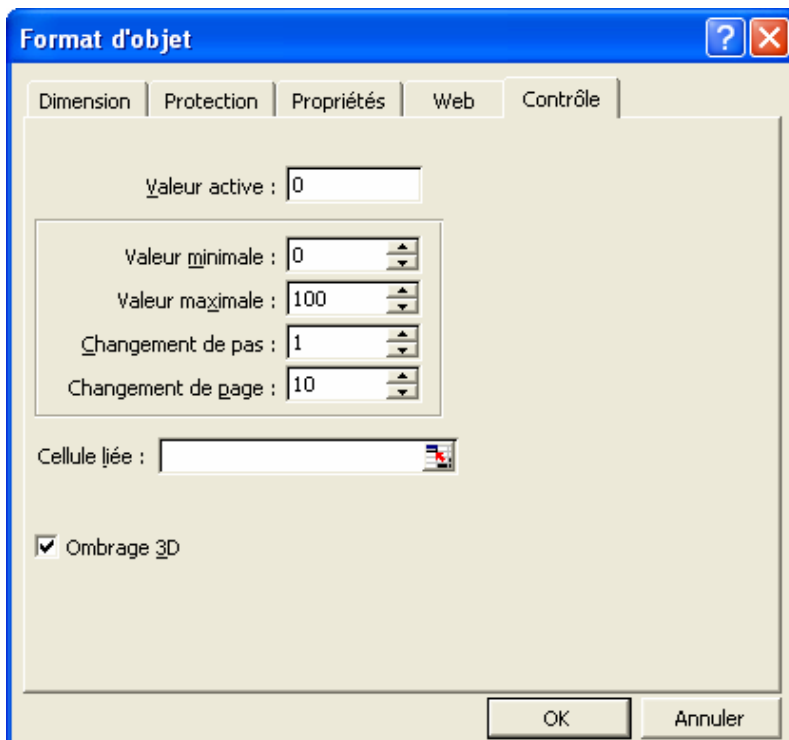 Format d'objet
Dimension Protection Propriétés Web Contrôle
Valeur active : 0
Valeur minimale : 0
Valeur maximale : 100
Changement de pas : 1
Changement de page : 10
Cellule liée :
Ombrage 3D
OK Annuler